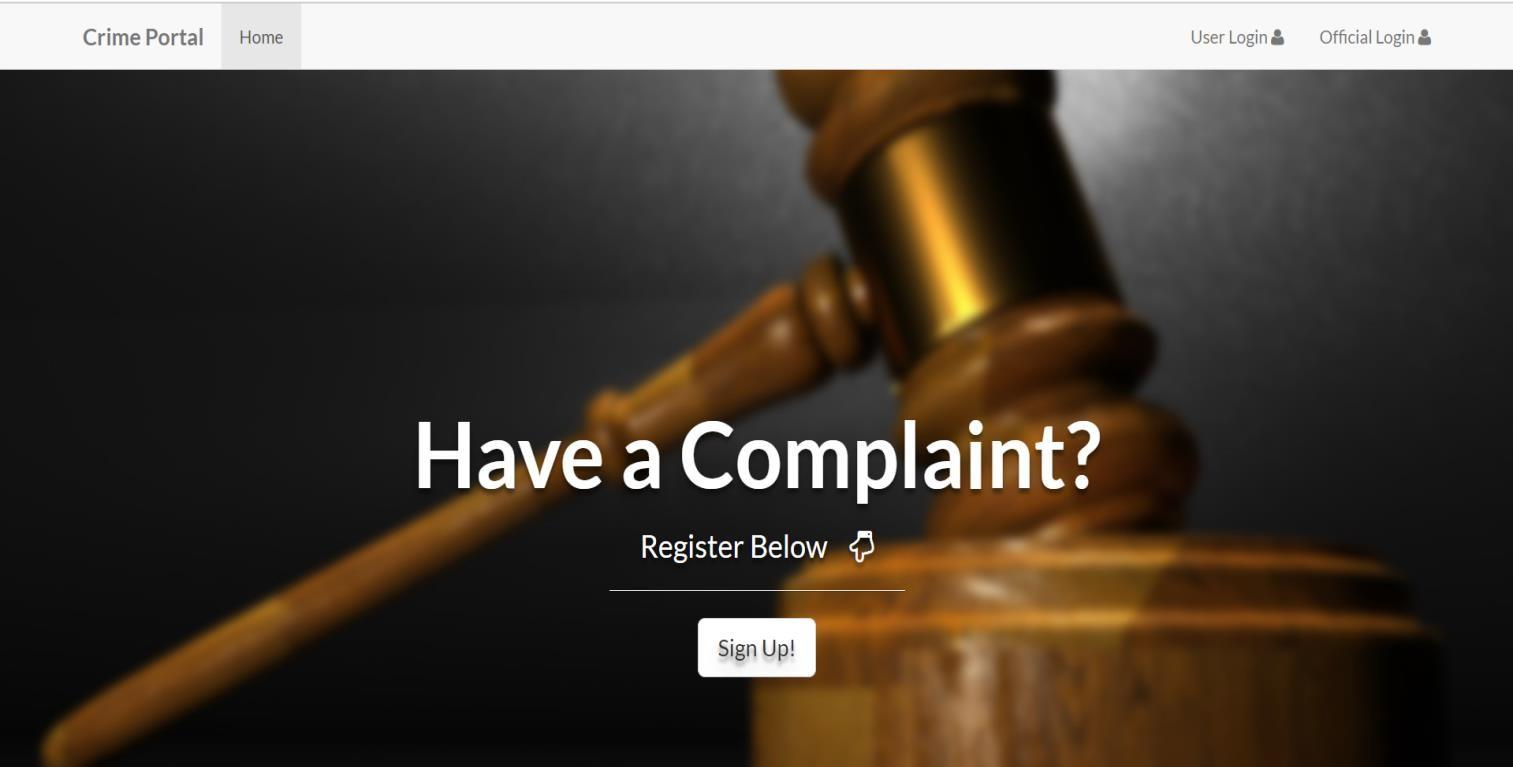 Crime Portal Home User Login Official Login
Have a Complaint?
Register Below
Sign Up!